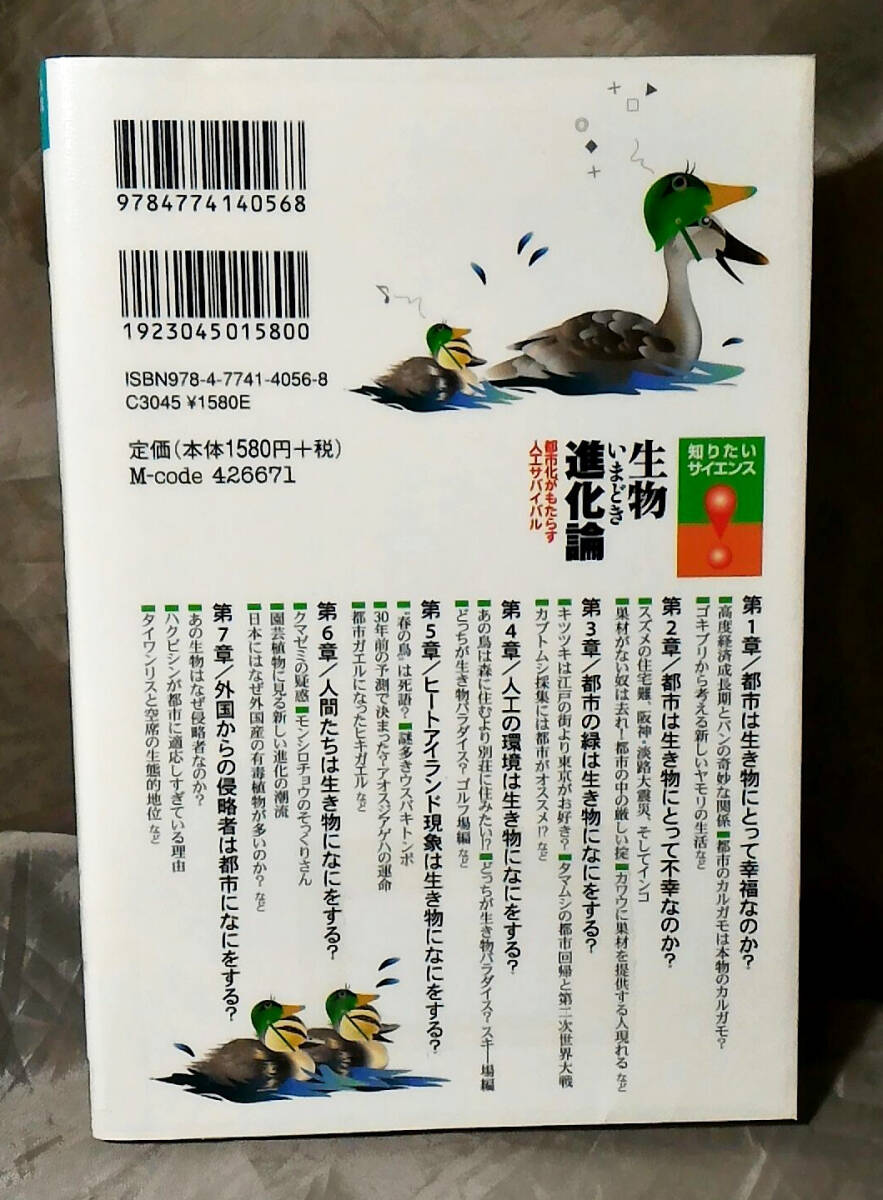 9784774140568
1923045015800
ISBN978-4-7741-4056-8
C3045 ¥1580E
定価(本体1580円+税)
M-code 426671
知りたい
サイエンス
生物
いまどき
進化論
都市化がもたらす
人工サバイバル
第1章/都市は生き物にとって幸福なのか?
高度経済成長期とパンの奇妙な関係 都市のカルガモは本物のカルガモ?
ゴキブリから考える新しいヤモリの生活 など
第2章/都市は生き物にとって不幸なのか?
スズメの住宅難、阪神・淡路大震災、そしてインコ
巣材がない奴は去れ!都市の中の厳しい掟 カワウに巣材を提供する人現れる など
第3章/都市の緑は生き物になにをする?
キツツキは江戸の街より東京がお好き? タマムシの都市回帰と第二次世界大戦
カブトムシ採集には都市がオススメ!? など
第4章/人工の環境は生き物になにをする?
あの鳥は森に住むより別荘に住みたい!? どっちが生き物パラダイス? スキー場編
どっちが生き物パラダイス? ゴルフ場編 など
第5章/ヒートアイランド現象は生き物になにをする?
"春の鳥"は死語? 謎多きウスバキトンボ
30年前の予測で決まった?アオスジアゲハの運命
都市ガエルになったヒキガエル など
第6章/人間たちは生き物になにをする?
クマゼミの疑惑 モンシロチョウのそっくりさん
園芸植物に見る新しい進化の潮流
日本にはなぜ外国産の有毒植物が多いのか? など
第7章/外国からの侵略者は都市になにをする?
あの生物はなぜ侵略者なのか?
ハクビシンが都市に適応しすぎている理由
タイワンリスと空席の生態的地位 など